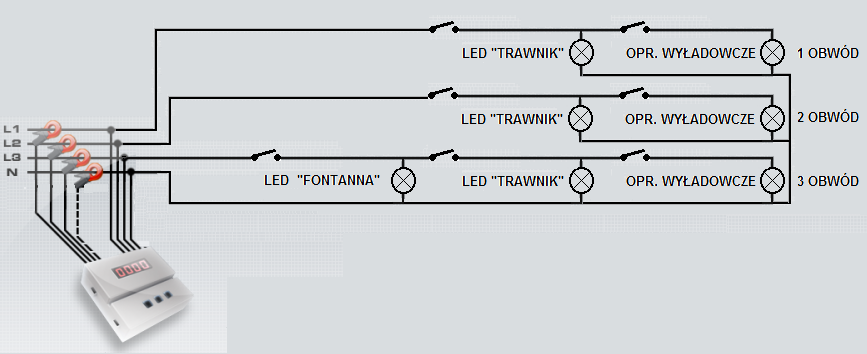 LED "TRAWNIK" OPR. WYŁADOWCZE 1 OBWÓD
LED "TRAWNIK" OPR. WYŁADOWCZE 2 OBWÓD
L1
L2
L3
N
LED "FONTANNA" LED "TRAWNIK" OPR. WYŁADOWCZE 3 OBWÓD